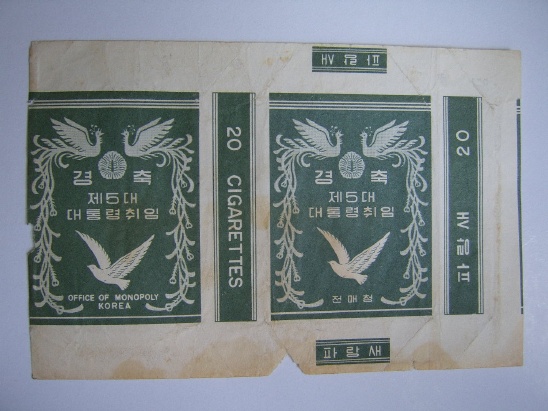 경 축
제5대
대통령취임
OFFICE OF MONOPOLY
KOREA
20 CIGARETTES
파랑새
경 축
제5대
대통령취임
전매청
파랑새
20 파랑새